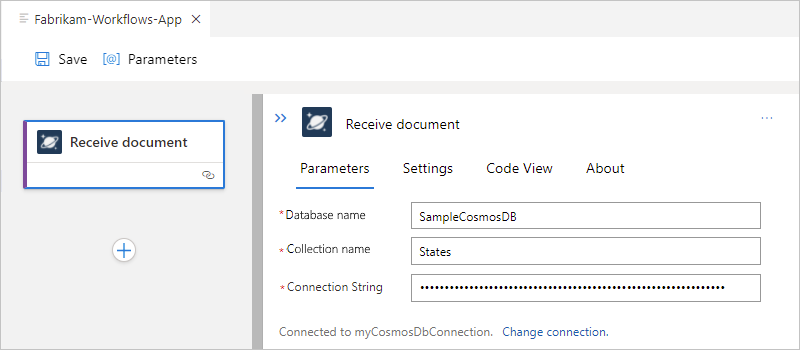 Fabrikam-Workflows-App
Save
[@] Parameters
Receive document
Receive document
Parameters Settings Code View About
*Database name SampleCosmosDB
*Collection name States
*Connection String ••••••••••••••••••••••••••••••••••••••••••••••••••••••••••••••
Connected to myCosmosDbConnection. Change connection.